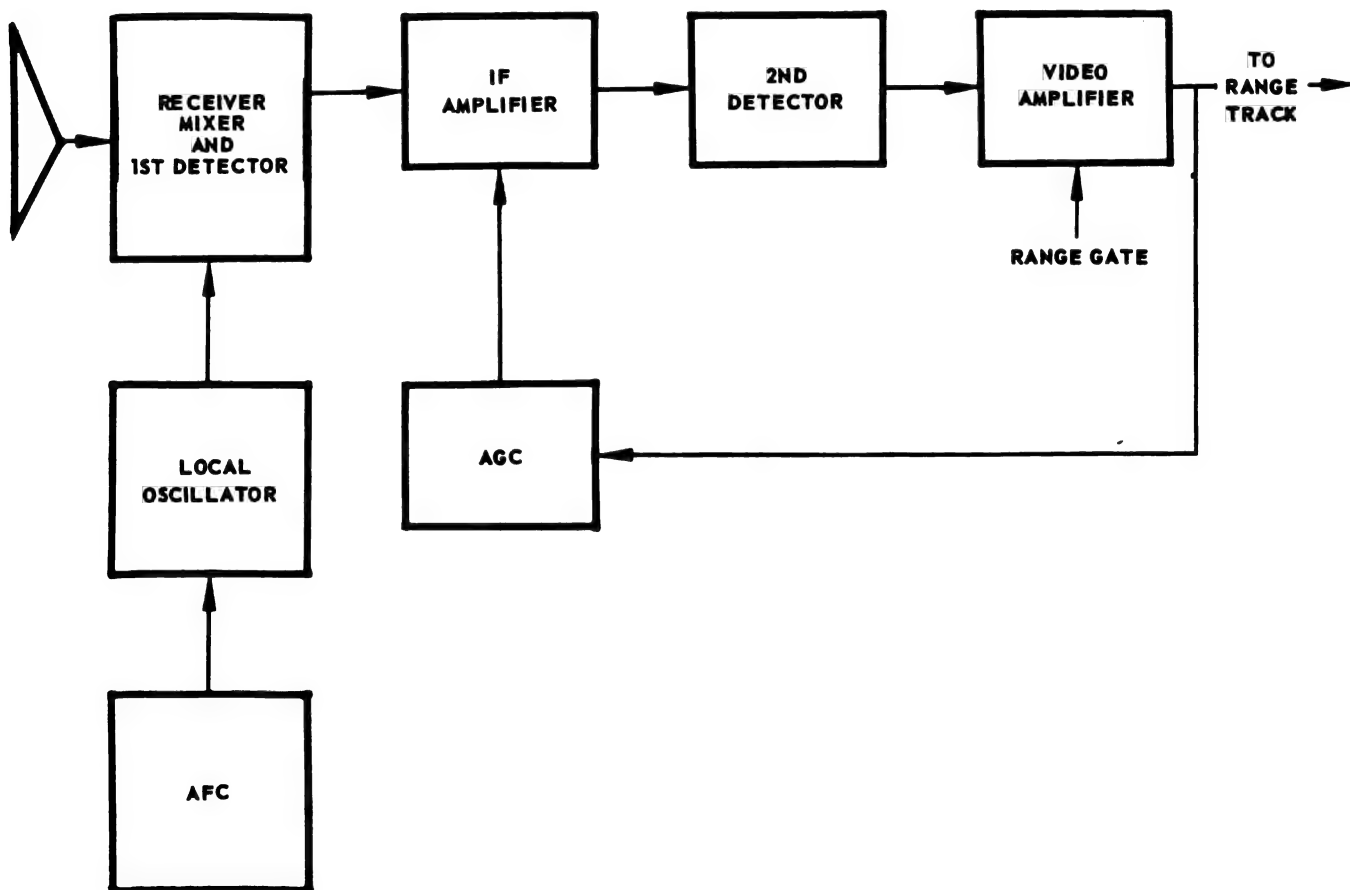 RECEIVER
MIXER
AND
1ST DETECTOR
IF
AMPLIFIER
2ND
DETECTOR
VIDEO
AMPLIFIER
TO
RANGE
TRACK
RANGE GATE
LOCAL
OSCILLATOR
AGC
AFC